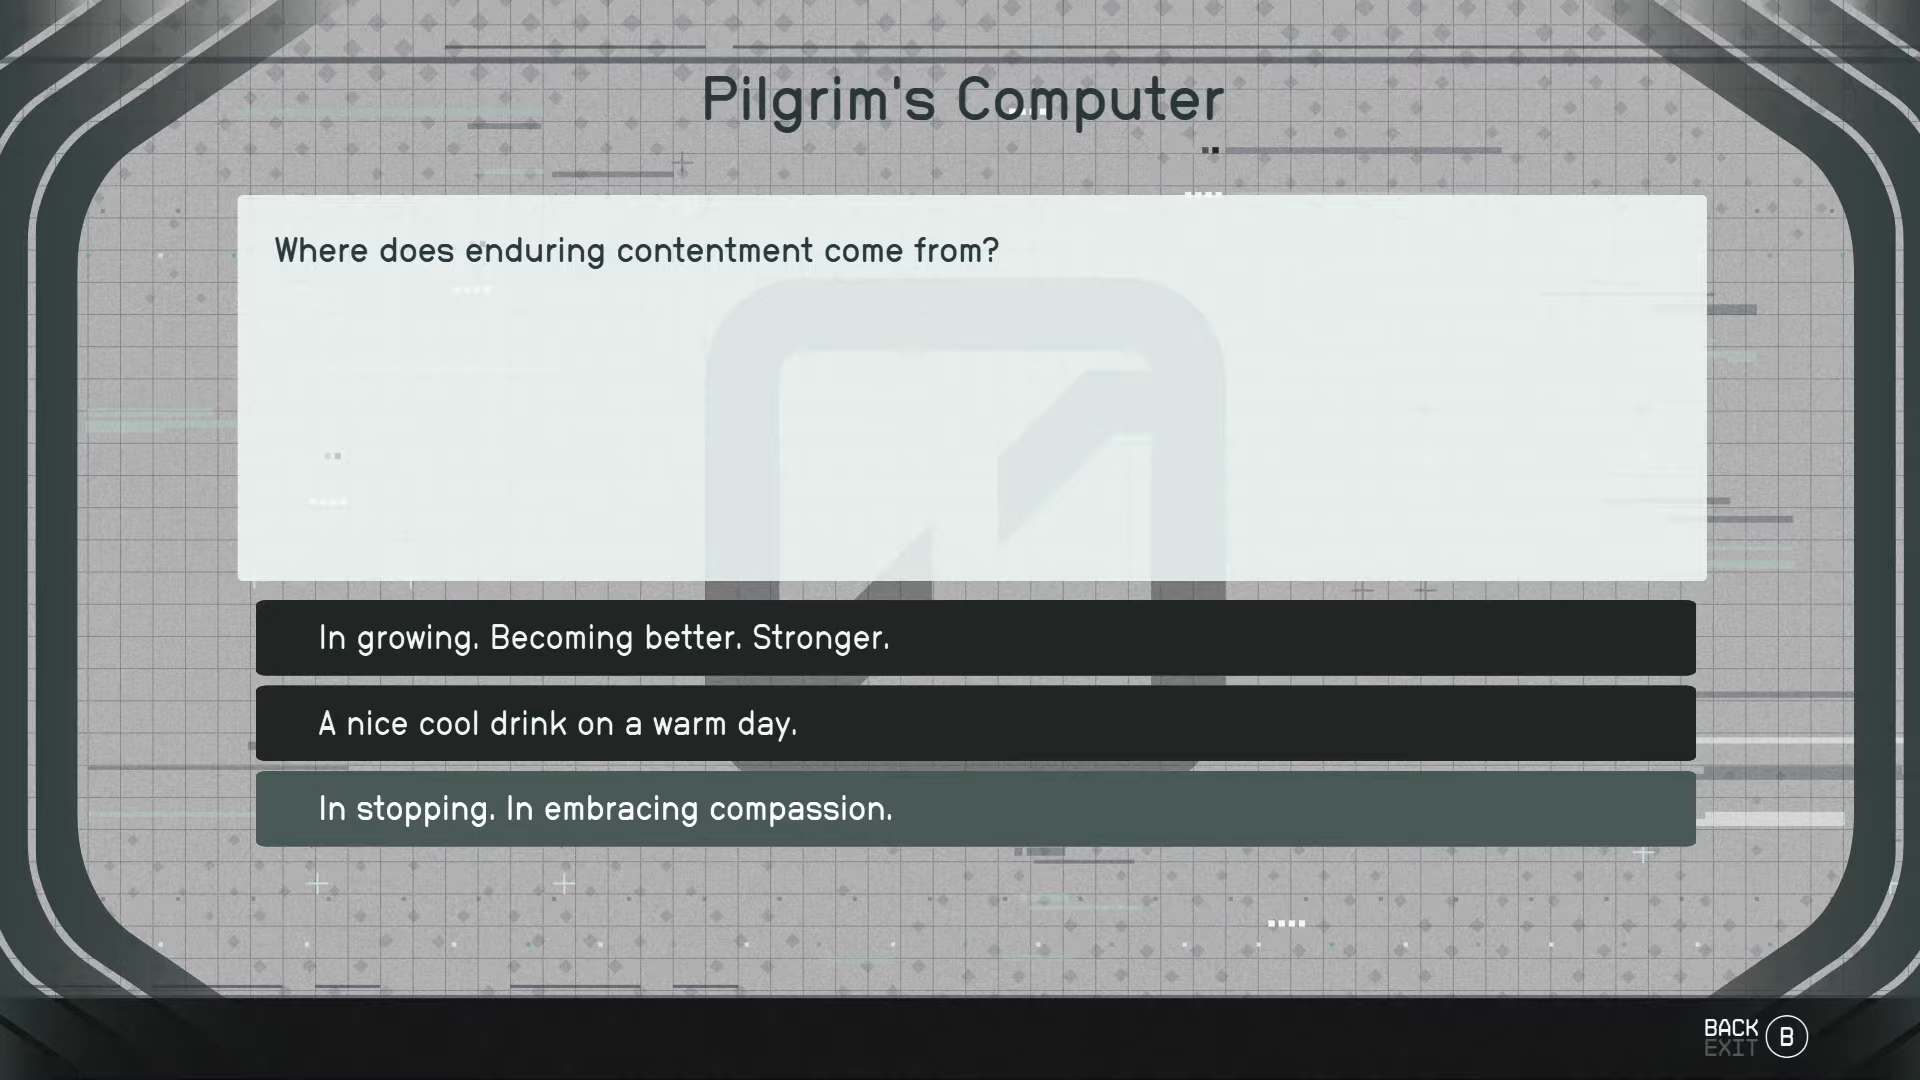 Pilgrim's Computer
Where does enduring contentment come from?
In growing. Becoming better. Stronger.
A nice cool drink on a warm day.
In stopping. In embracing compassion.
BACK
EXIT
B